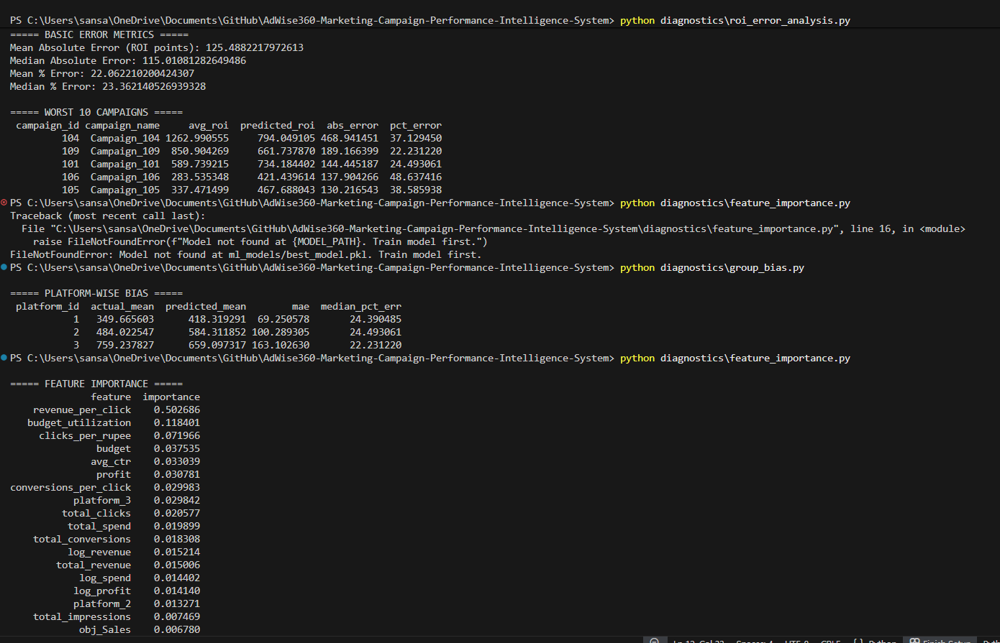 PS C:\Users\sansa\OneDrive\Documents\GitHub\AdWise360-Marketing-Campaign-Performance-Intelligence-System> python diagnostics\roi_error_analysis.py
===== BASIC ERROR METRICS =====
Mean Absolute Error (ROI points): 125.4882217972613
Median Absolute Error: 115.01081282649486
Mean % Error: 22.062210200424307
Median % Error: 23.362140526939328
===== WORST 10 CAMPAIGNS =====
campaign_id campaign_name avg_roi predicted_roi abs_error pct_error
104 Campaign_104 1262.990555 794.049105 468.941451 37.129450
109 Campaign_109 850.904269 661.737870 189.166399 22.231220
101 Campaign_101 589.739215 734.184402 144.445187 24.493061
106 Campaign_106 283.535348 421.439614 137.904266 48.637416
105 Campaign_105 337.471499 467.688043 130.216543 38.585938
PS C:\Users\sansa\OneDrive\Documents\GitHub\AdWise360-Marketing-Campaign-Performance-Intelligence-System> python diagnostics\feature_importance.py
Traceback (most recent call last):
File "C:\Users\sansa\OneDrive\Documents\GitHub\AdWise360-Marketing-Campaign-Performance-Intelligence-System\diagnostics\feature_importance.py", line 16, in <module>
raise FileNotFoundError(f"Model not found at {MODEL_PATH}. Train model first.")
FileNotFoundError: Model not found at ml_models/best_model.pkl. Train model first.
PS C:\Users\sansa\OneDrive\Documents\GitHub\AdWise360-Marketing-Campaign-Performance-Intelligence-System> python diagnostics\group_bias.py
===== PLATFORM-WISE BIAS =====
platform_id actual_mean predicted_mean mae median_pct_err
1 349.665603 418.319291 69.250578 24.390485
2 484.022547 584.311852 100.289305 24.493061
3 759.237827 659.097317 163.102630 22.231220
PS C:\Users\sansa\OneDrive\Documents\GitHub\AdWise360-Marketing-Campaign-Performance-Intelligence-System> python diagnostics\feature_importance.py
===== FEATURE IMPORTANCE =====
feature importance
revenue_per_click 0.502686
budget_utilization 0.118401
clicks_per_rupee 0.071966
budget 0.037535
avg_ctr 0.033039
profit 0.030781
conversions_per_click 0.029983
platform_3 0.029842
total_clicks 0.020577
total_spend 0.019899
total_conversions 0.018308
log_revenue 0.015214
total_revenue 0.015006
log_spend 0.014402
log_profit 0.014140
platform_2 0.013271
total_impressions 0.007469
obj_Sales 0.006780